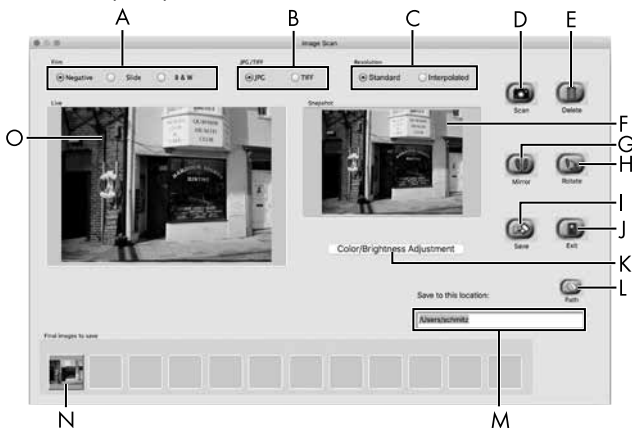 A B C D E
Image Scan
Film JPG/TIFF Resolution
Negative Slide B & W JPG TIFF Standard Interpolated
Scan Delete
Live Snapshot
F
O
G
H
Mirror Rotate
I
J
Save Exit
Color/Brightness Adjustment
K
L
Path
Save to this location:
/Users/schmitz
Final images to save
N M